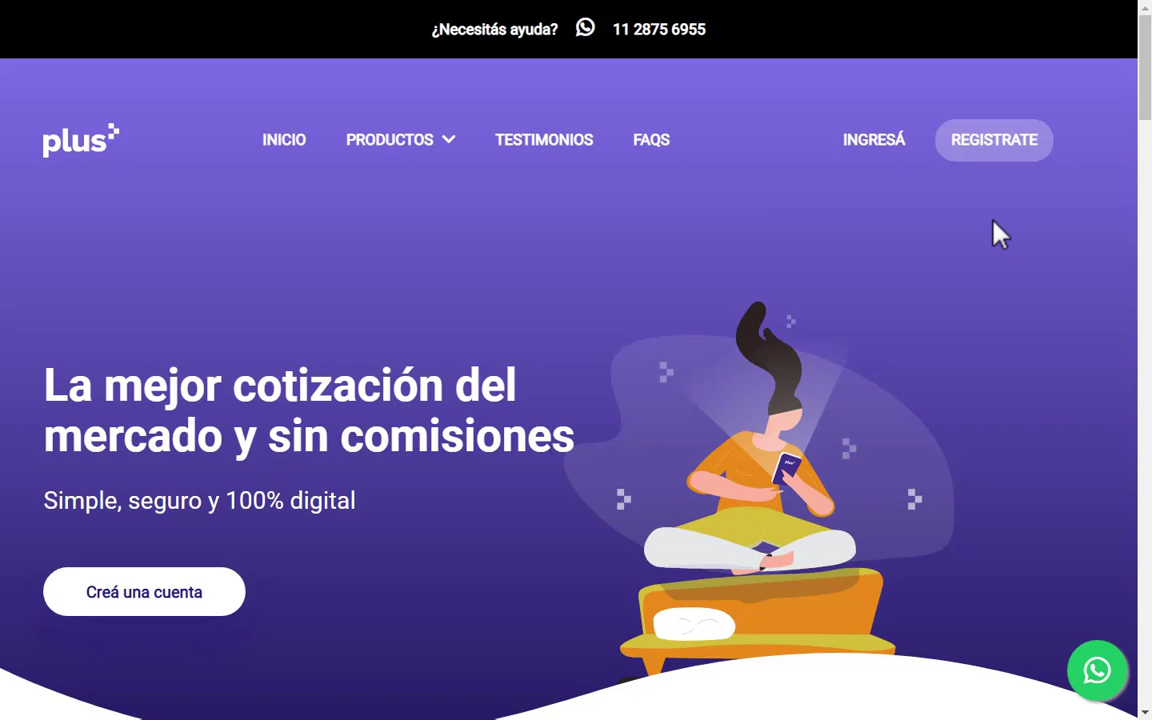 ¿Necesitás ayuda? 11 2875 6955
plus
INICIO PRODUCTOS TESTIMONIOS FAQS INGRESÁ REGISTRATE
La mejor cotización del
mercado y sin comisiones
Simple, seguro y 100% digital
Creá una cuenta
plus